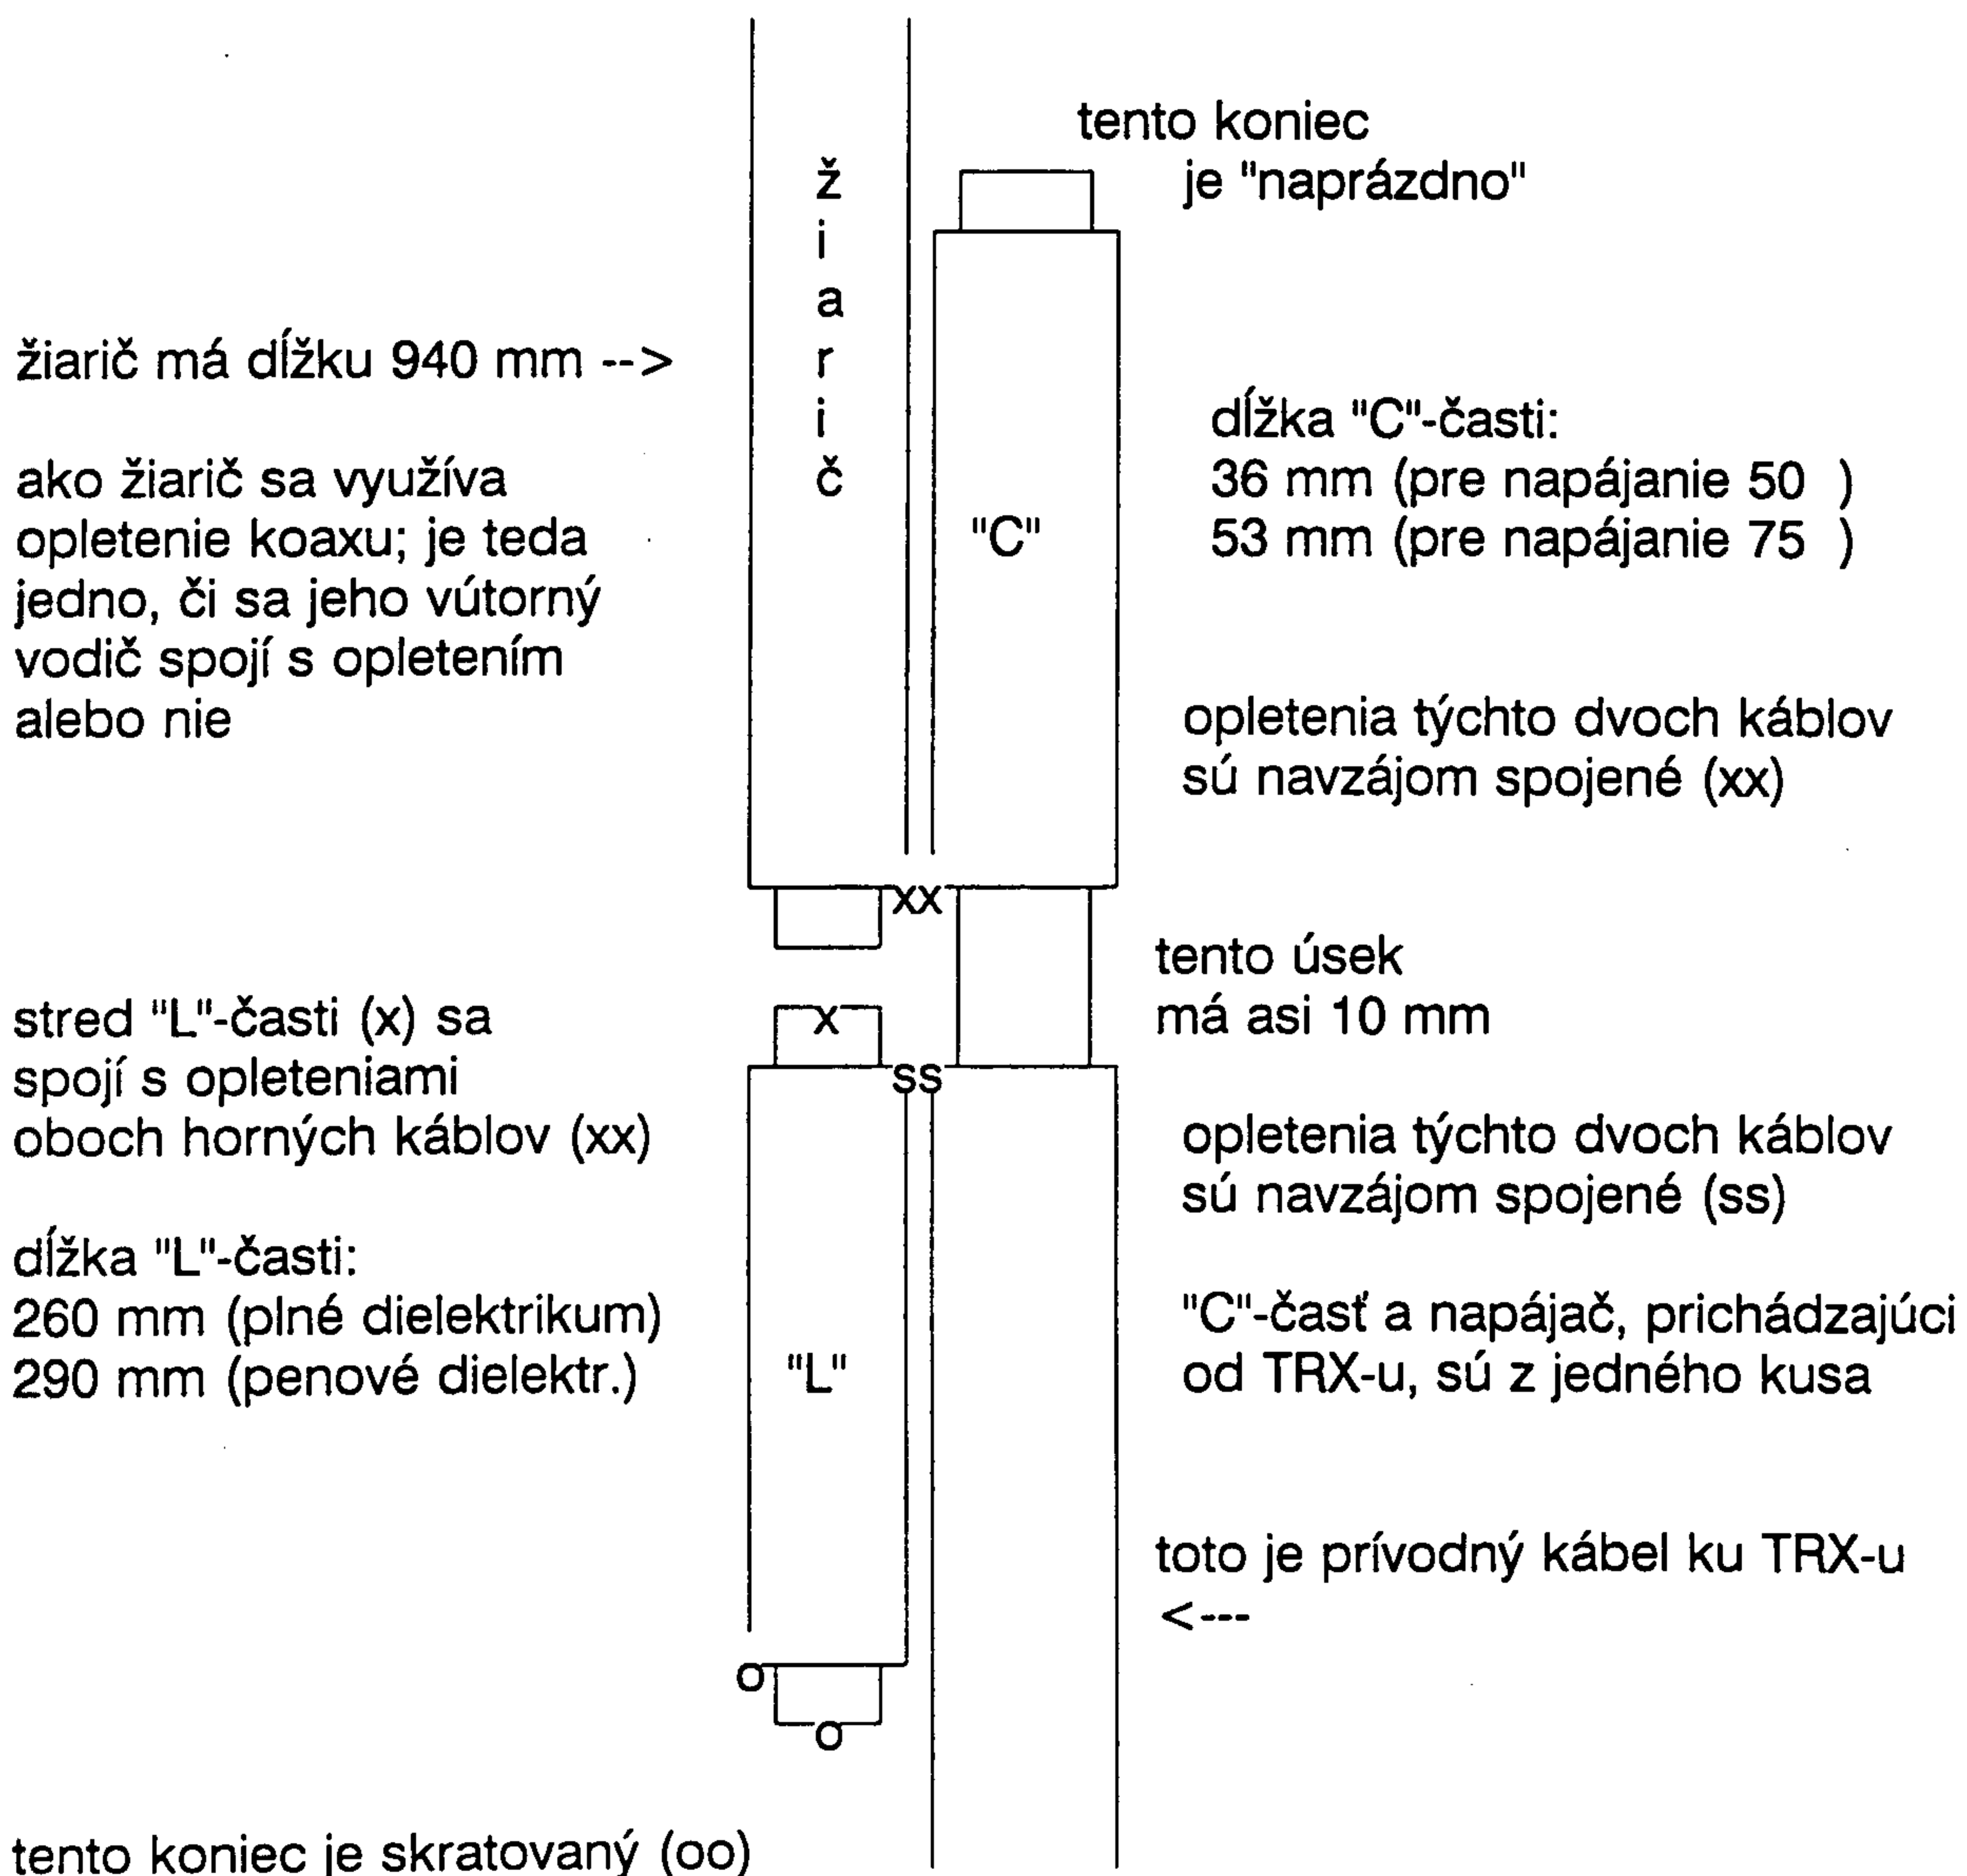 tento koniec
je "naprázdno"
ž
i
a
r
i
č
žiarič má dĺžku 940 mm -->
ako žiarič sa využíva
opletenie koaxu; je teda
jedno, či sa jeho vútorný
vodič spojí s opletením
alebo nie
"C"
dĺžka "C"-časti:
36 mm (pre napájanie 50 )
53 mm (pre napájanie 75 )
opletenia týchto dvoch káblov
sú navzájom spojené (xx)
xx
tento úsek
má asi 10 mm
stred "L"-časti (x) sa
spojí s opleteniami
oboch horných káblov (xx)
x
ss
opletenia týchto dvoch káblov
sú navzájom spojené (ss)
dĺžka "L"-časti:
260 mm (plné dielektrikum)
290 mm (penové dielektr.)
"L"
"C"-časť a napájač, prichádzajúci
od TRX-u, sú z jedného kusa
toto je prívodný kábel ku TRX-u
<---
o
o
tento koniec je skratovaný (oo)